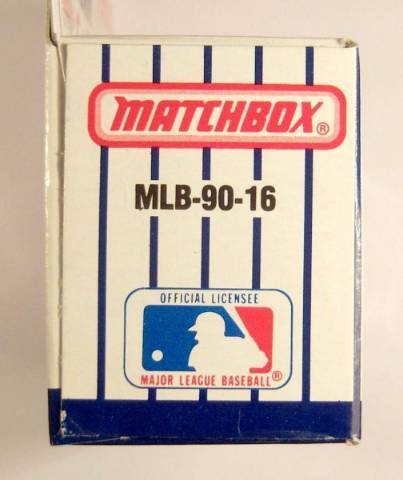 MATCHBOX®
MLB-90-16
OFFICIAL LICENSEE
MAJOR LEAGUE BASEBALL®